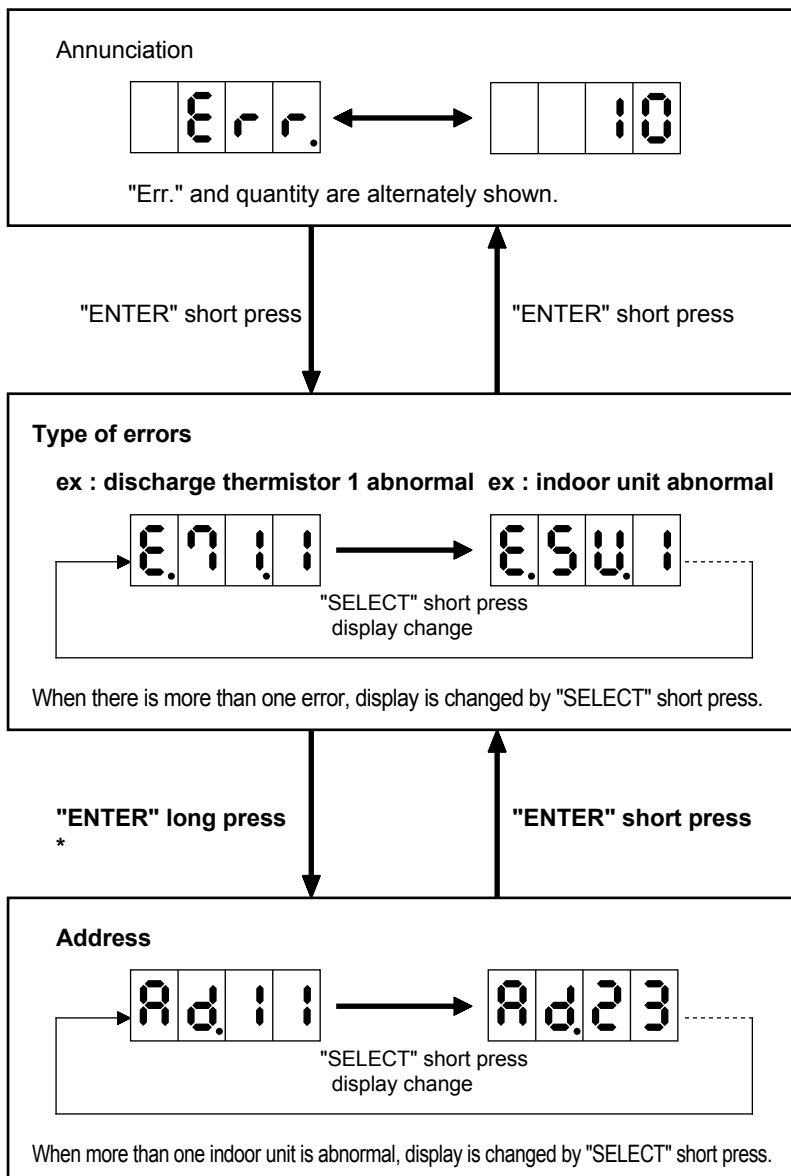 Annunciation
Err. 10
"Err." and quantity are alternately shown.
"ENTER" short press "ENTER" short press
Type of errors
ex : discharge thermistor 1 abnormal ex : indoor unit abnormal
E.71.1 E.5U.1
"SELECT" short press
display change
When there is more than one error, display is changed by "SELECT" short press.
"ENTER" long press "ENTER" short press
*
Address
Ad.11 Ad.23
"SELECT" short press
display change
When more than one indoor unit is abnormal, display is changed by "SELECT" short press.